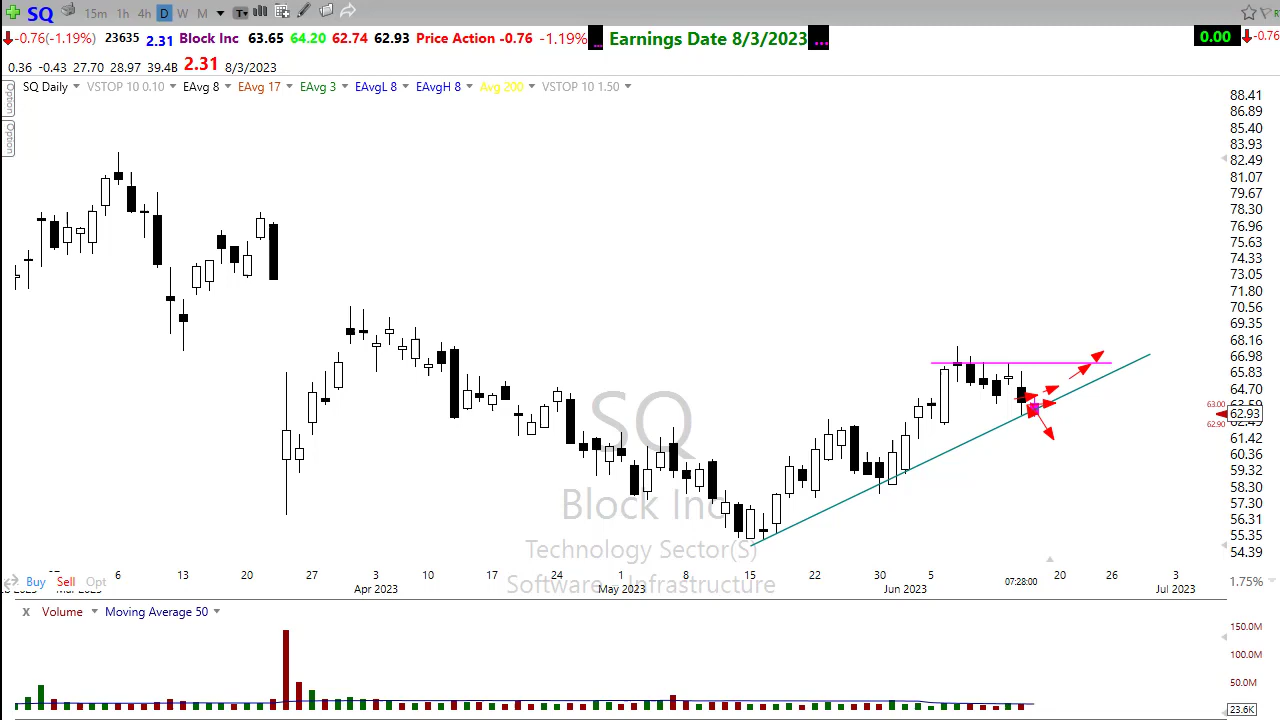 SQ 15m 1h 4h D W M T
-0.76(-1.19%) 23635 2.31 Block Inc 63.65 64.20 62.74 62.93 Price Action -0.76 -1.19% ... Earnings Date 8/3/2023 ... 0.00 -0.76
0.36 -0.43 27.70 28.97 39.4B 2.31 8/3/2023
SQ Daily VSTOP 10 0.10 EAvg 8 EAvg 17 EAvg 3 EAvgL 8 EAvgH 8 Avg 200 VSTOP 10 1.50
Option
Option
88.41
86.89
85.40
83.93
82.49
81.07
79.67
78.30
76.96
75.63
74.33
73.05
71.80
70.56
69.35
68.16
66.98
65.83
64.70
63.00
62.93
62.90
61.42
60.36
59.32
58.30
57.30
56.31
55.35
54.39
SQ
Block Inc
Technology Sector(S)
Software - Infrastructure
6 13 20 27 3 10 17 24 1 8 15 22 30 5 20 26 3
Buy Sell Opt 07:28:00 1.75%
Apr 2023 May 2023 Jun 2023 Jul 2023
X Volume Moving Average 50
150.0M
100.0M
50.0M
23.6K